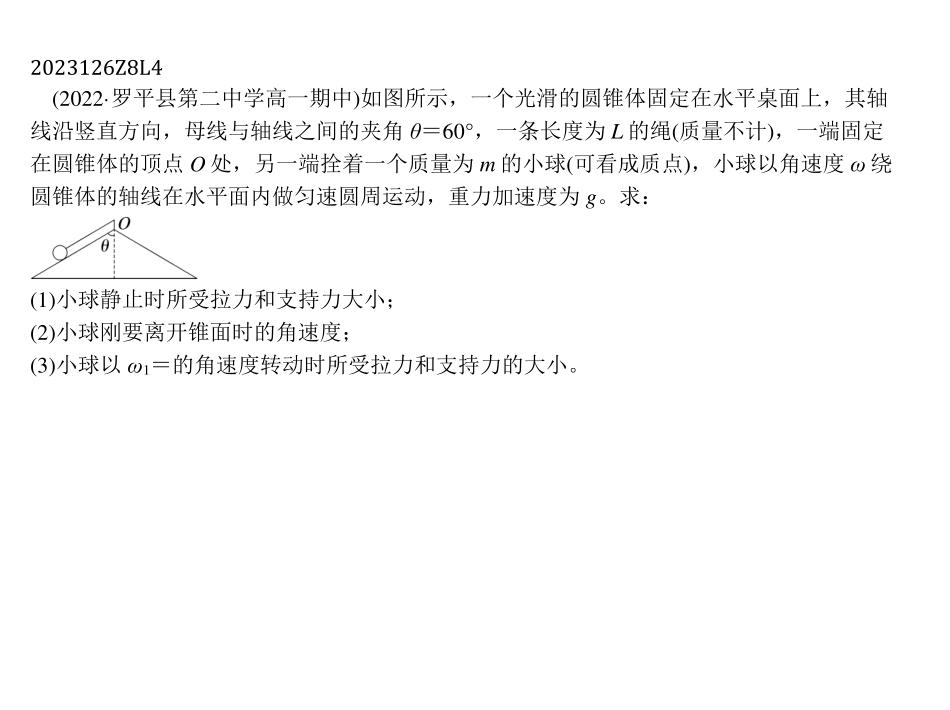 2023126Z8L4
(2022·罗平县第二中学高一期中)如图所示，一个光滑的圆锥体固定在水平桌面上，其轴
线沿竖直方向，母线与轴线之间的夹角 θ＝60°，一条长度为 L 的绳(质量不计)，一端固定
在圆锥体的顶点 O 处，另一端拴着一个质量为 m 的小球(可看成质点)，小球以角速度 ω 绕
圆锥体的轴线在水平面内做匀速圆周运动，重力加速度为 g。求：
O
θ
(1)小球静止时所受拉力和支持力大小；
(2)小球刚要离开锥面时的角速度；
(3)小球以 ω₁＝的角速度转动时所受拉力和支持力的大小。